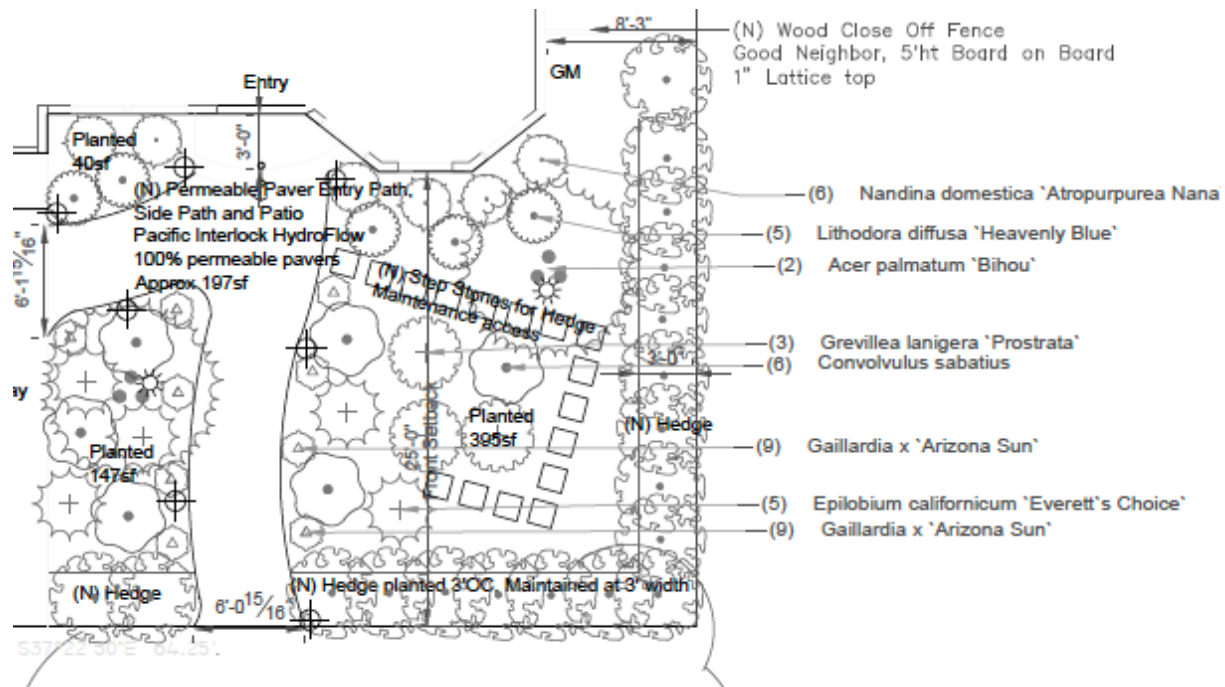 8'-3"
(N) Wood Close Off Fence
Good Neighbor, 5'ht Board on Board
1" Lattice top
GM
Entry
3'-0"
Planted
40sf
(N) Permeable Paver Entry Path,
Side Path and Patio
Pacific Interlock HydroFlow
100% permeable pavers
Approx 197sf
6'-1 15/16"
(N) Step Stones for Hedge
Maintenance access
(6) Nandina domestica `Atropurpurea Nana
(5) Lithodora diffusa `Heavenly Blue`
(2) Acer palmatum `Bihou`
(3) Grevillea lanigera `Prostrata`
(6) Convolvulus sabatius
3'-0"
ay
Planted
395sf
25'-0"
Front Setback
(N) Hedge
Planted
147sf
(9) Gaillardia x `Arizona Sun`
(5) Epilobium californicum `Everett`s Choice`
(9) Gaillardia x `Arizona Sun`
(N) Hedge
(N) Hedge planted 3'OC, Maintained at 3' width
6'-0 15/16"
S37°22'50"E 64.25'